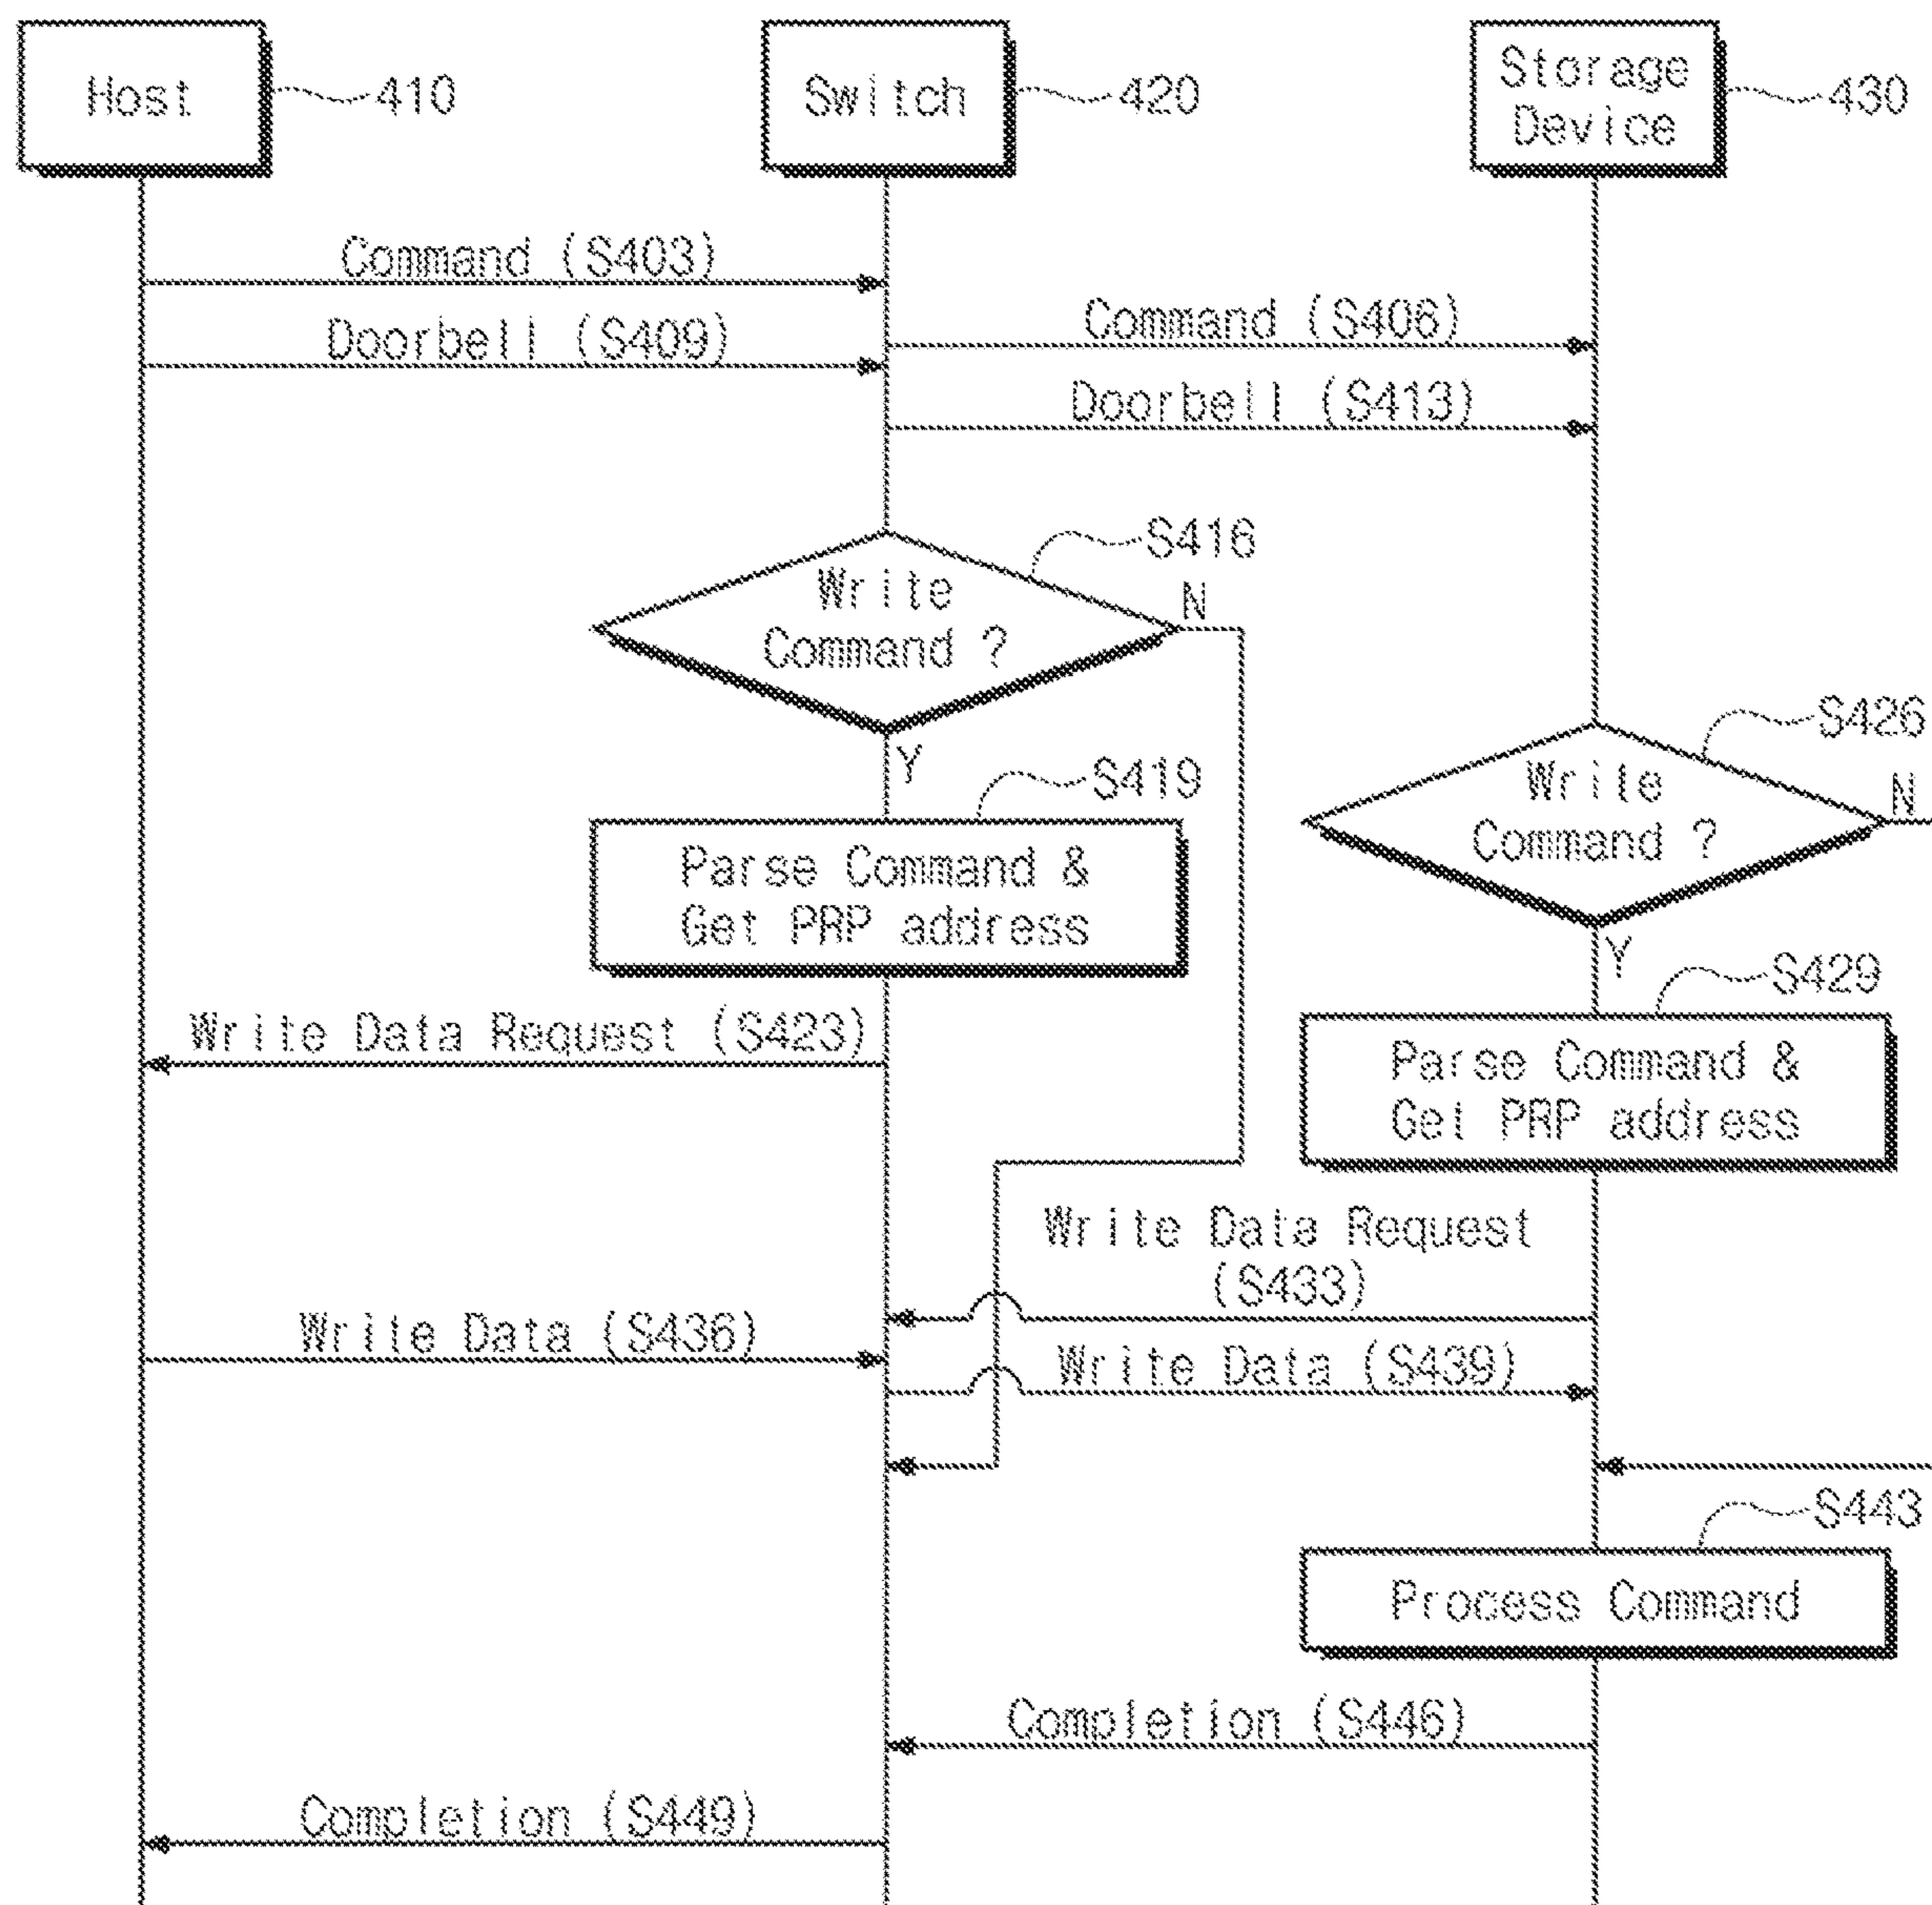 Host
410
Switch
420
Storage
Device
430
Command (S403)
Doorbell (S409)
Command (S406)
Doorbell (S413)
S416
Write
Command ?
N
Y
S426
Write
Command ?
N
Y
S419
Parse Command &
Get PRP address
S429
Parse Command &
Get PRP address
Write Data Request (S423)
Write Data Request
(S433)
Write Data (S436)
Write Data (S439)
S443
Process Command
Completion (S446)
Completion (S449)